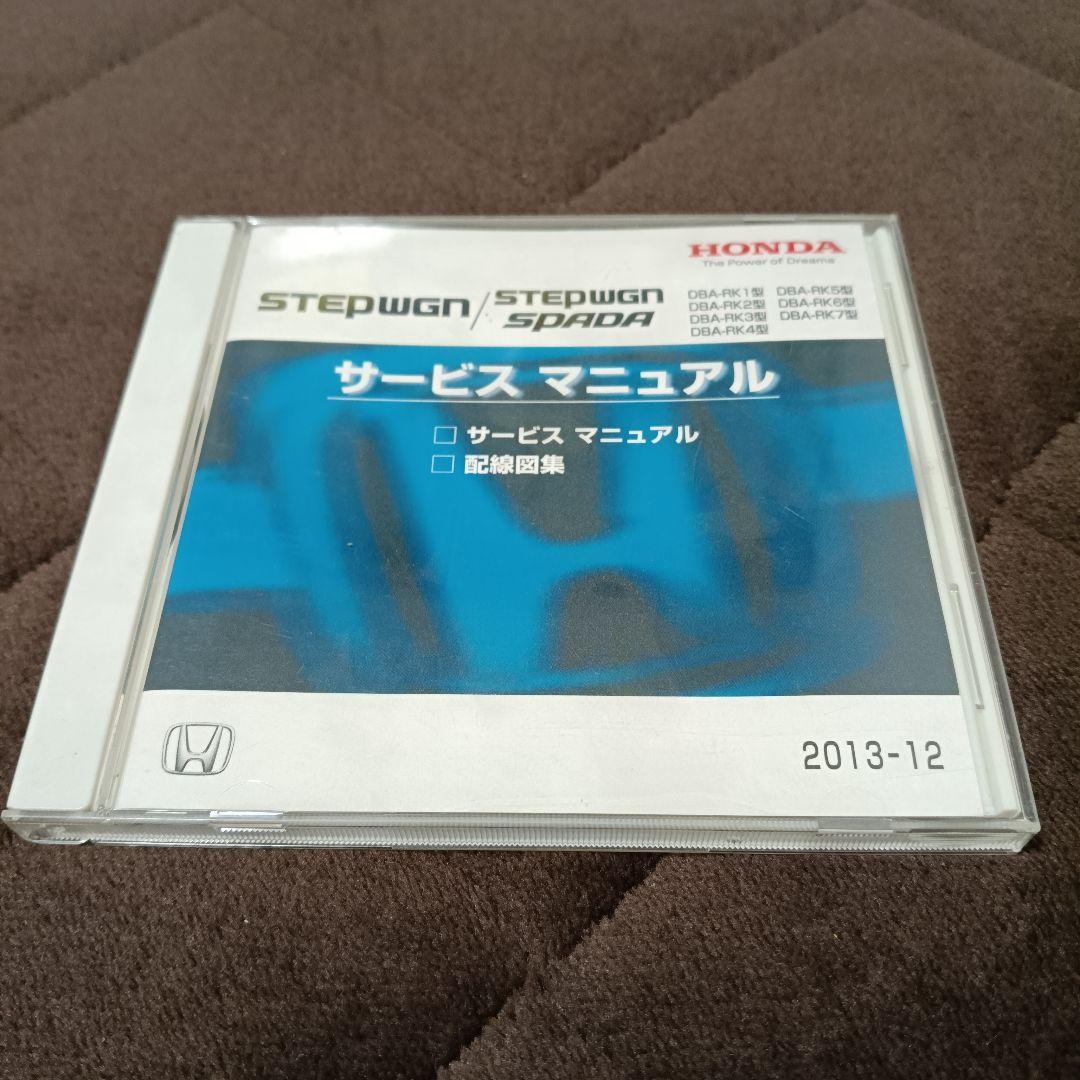 HONDA
The Power of Dreams
STEPWGN / STEPWGN SPADA
DBA-RK1型 DBA-RK5型
DBA-RK2型 DBA-RK6型
DBA-RK3型 DBA-RK7型
DBA-RK4型
サービス マニュアル
□ サービス マニュアル
□ 配線図集
2013-12